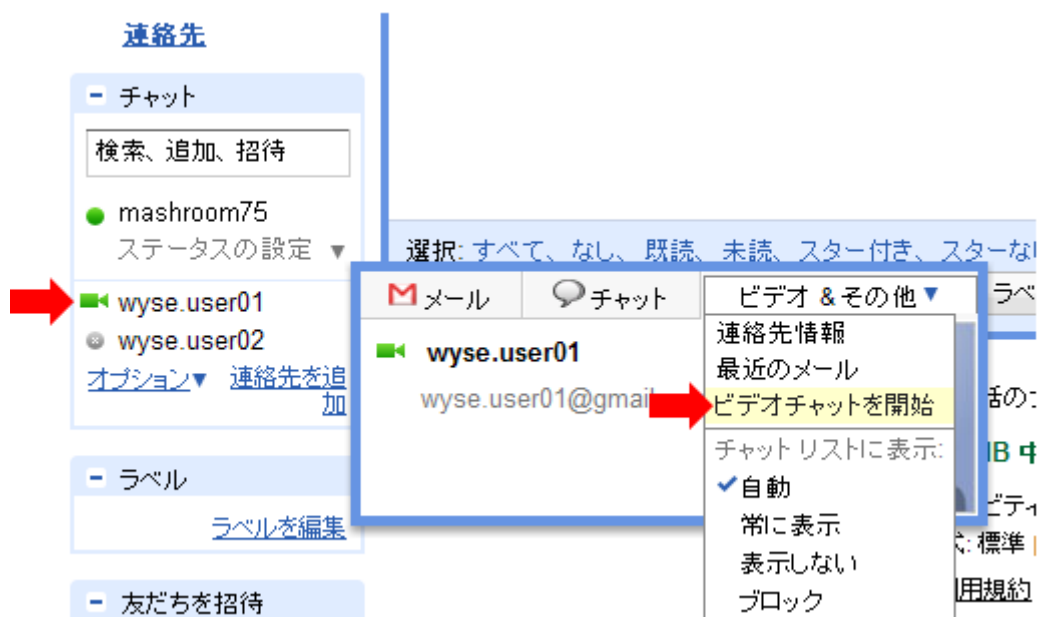 連絡先
チャット
検索、追加、招待
mashroom75
ステータスの設定 ▼
wyse.user01
wyse.user02
オプション▼ 連絡先を追
加
ラベル
ラベルを編集
友だちを招待
選択: すべて、なし、既読、未読、スター付き、スターな
メール
チャット
ビデオ & その他▼
ラベ
wyse.user01
wyse.user01@gmail
連絡先情報
最近のメール
ビデオチャットを開始
チャット リストに表示:
自動
常に表示
表示しない
ブロック
話の
B 中
ビティ
: 標準 |
用規約